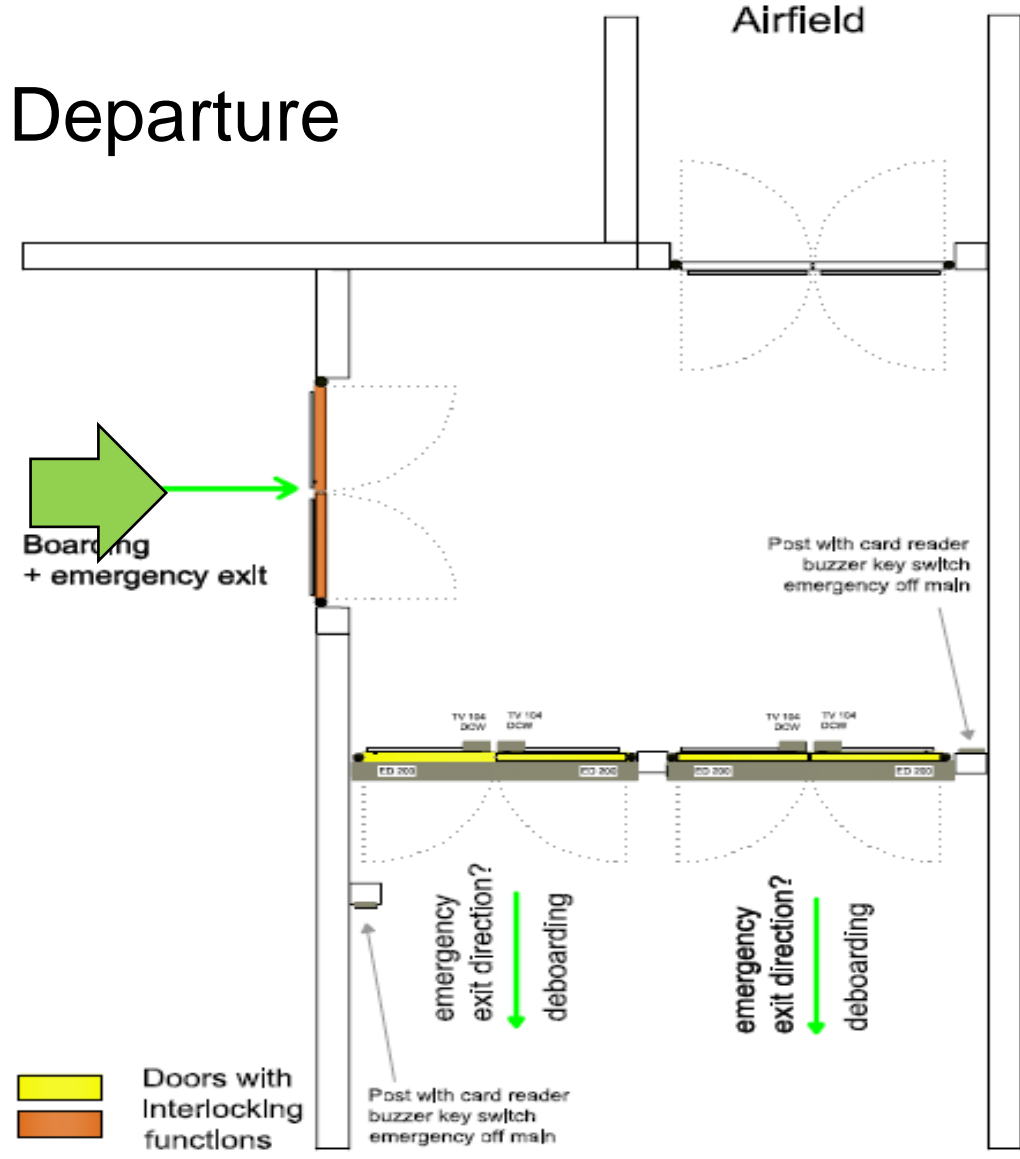 Airfield
Departure
Boarding
+ emergency exit
Post with card reader
buzzer key switch
emergency off main
TV 104
DCW
TV 104
DCW
TV 104
DCW
TV 104
DCW
ED 200
ED 200
ED 200
ED 200
emergency
exit direction?
deboarding
emergency
exit direction?
deboarding
Doors with
interlocking
functions
Post with card reader
buzzer key switch
emergency off main